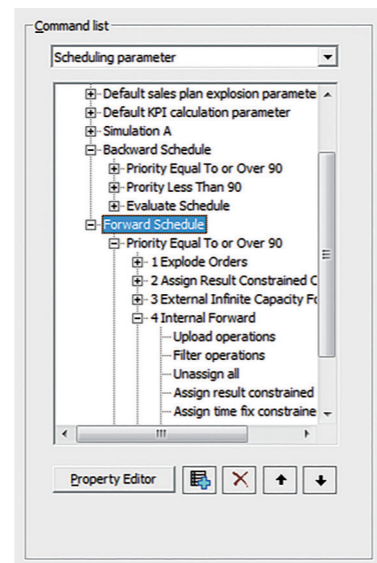 Command list
Scheduling parameter
Default sales plan explosion paramete
Default KPI calculation parameter
Simulation A
Backward Schedule
Priority Equal To or Over 90
Prority Less Than 90
Evaluate Schedule
Forward Schedule
Priority Equal To or Over 90
1 Explode Orders
2 Assign Result Constrained C
3 External Infinite Capacity Fo
4 Internal Forward
Upload operations
Filter operations
Unassign all
Assign result constrained
Assign time fix constraine
Property Editor